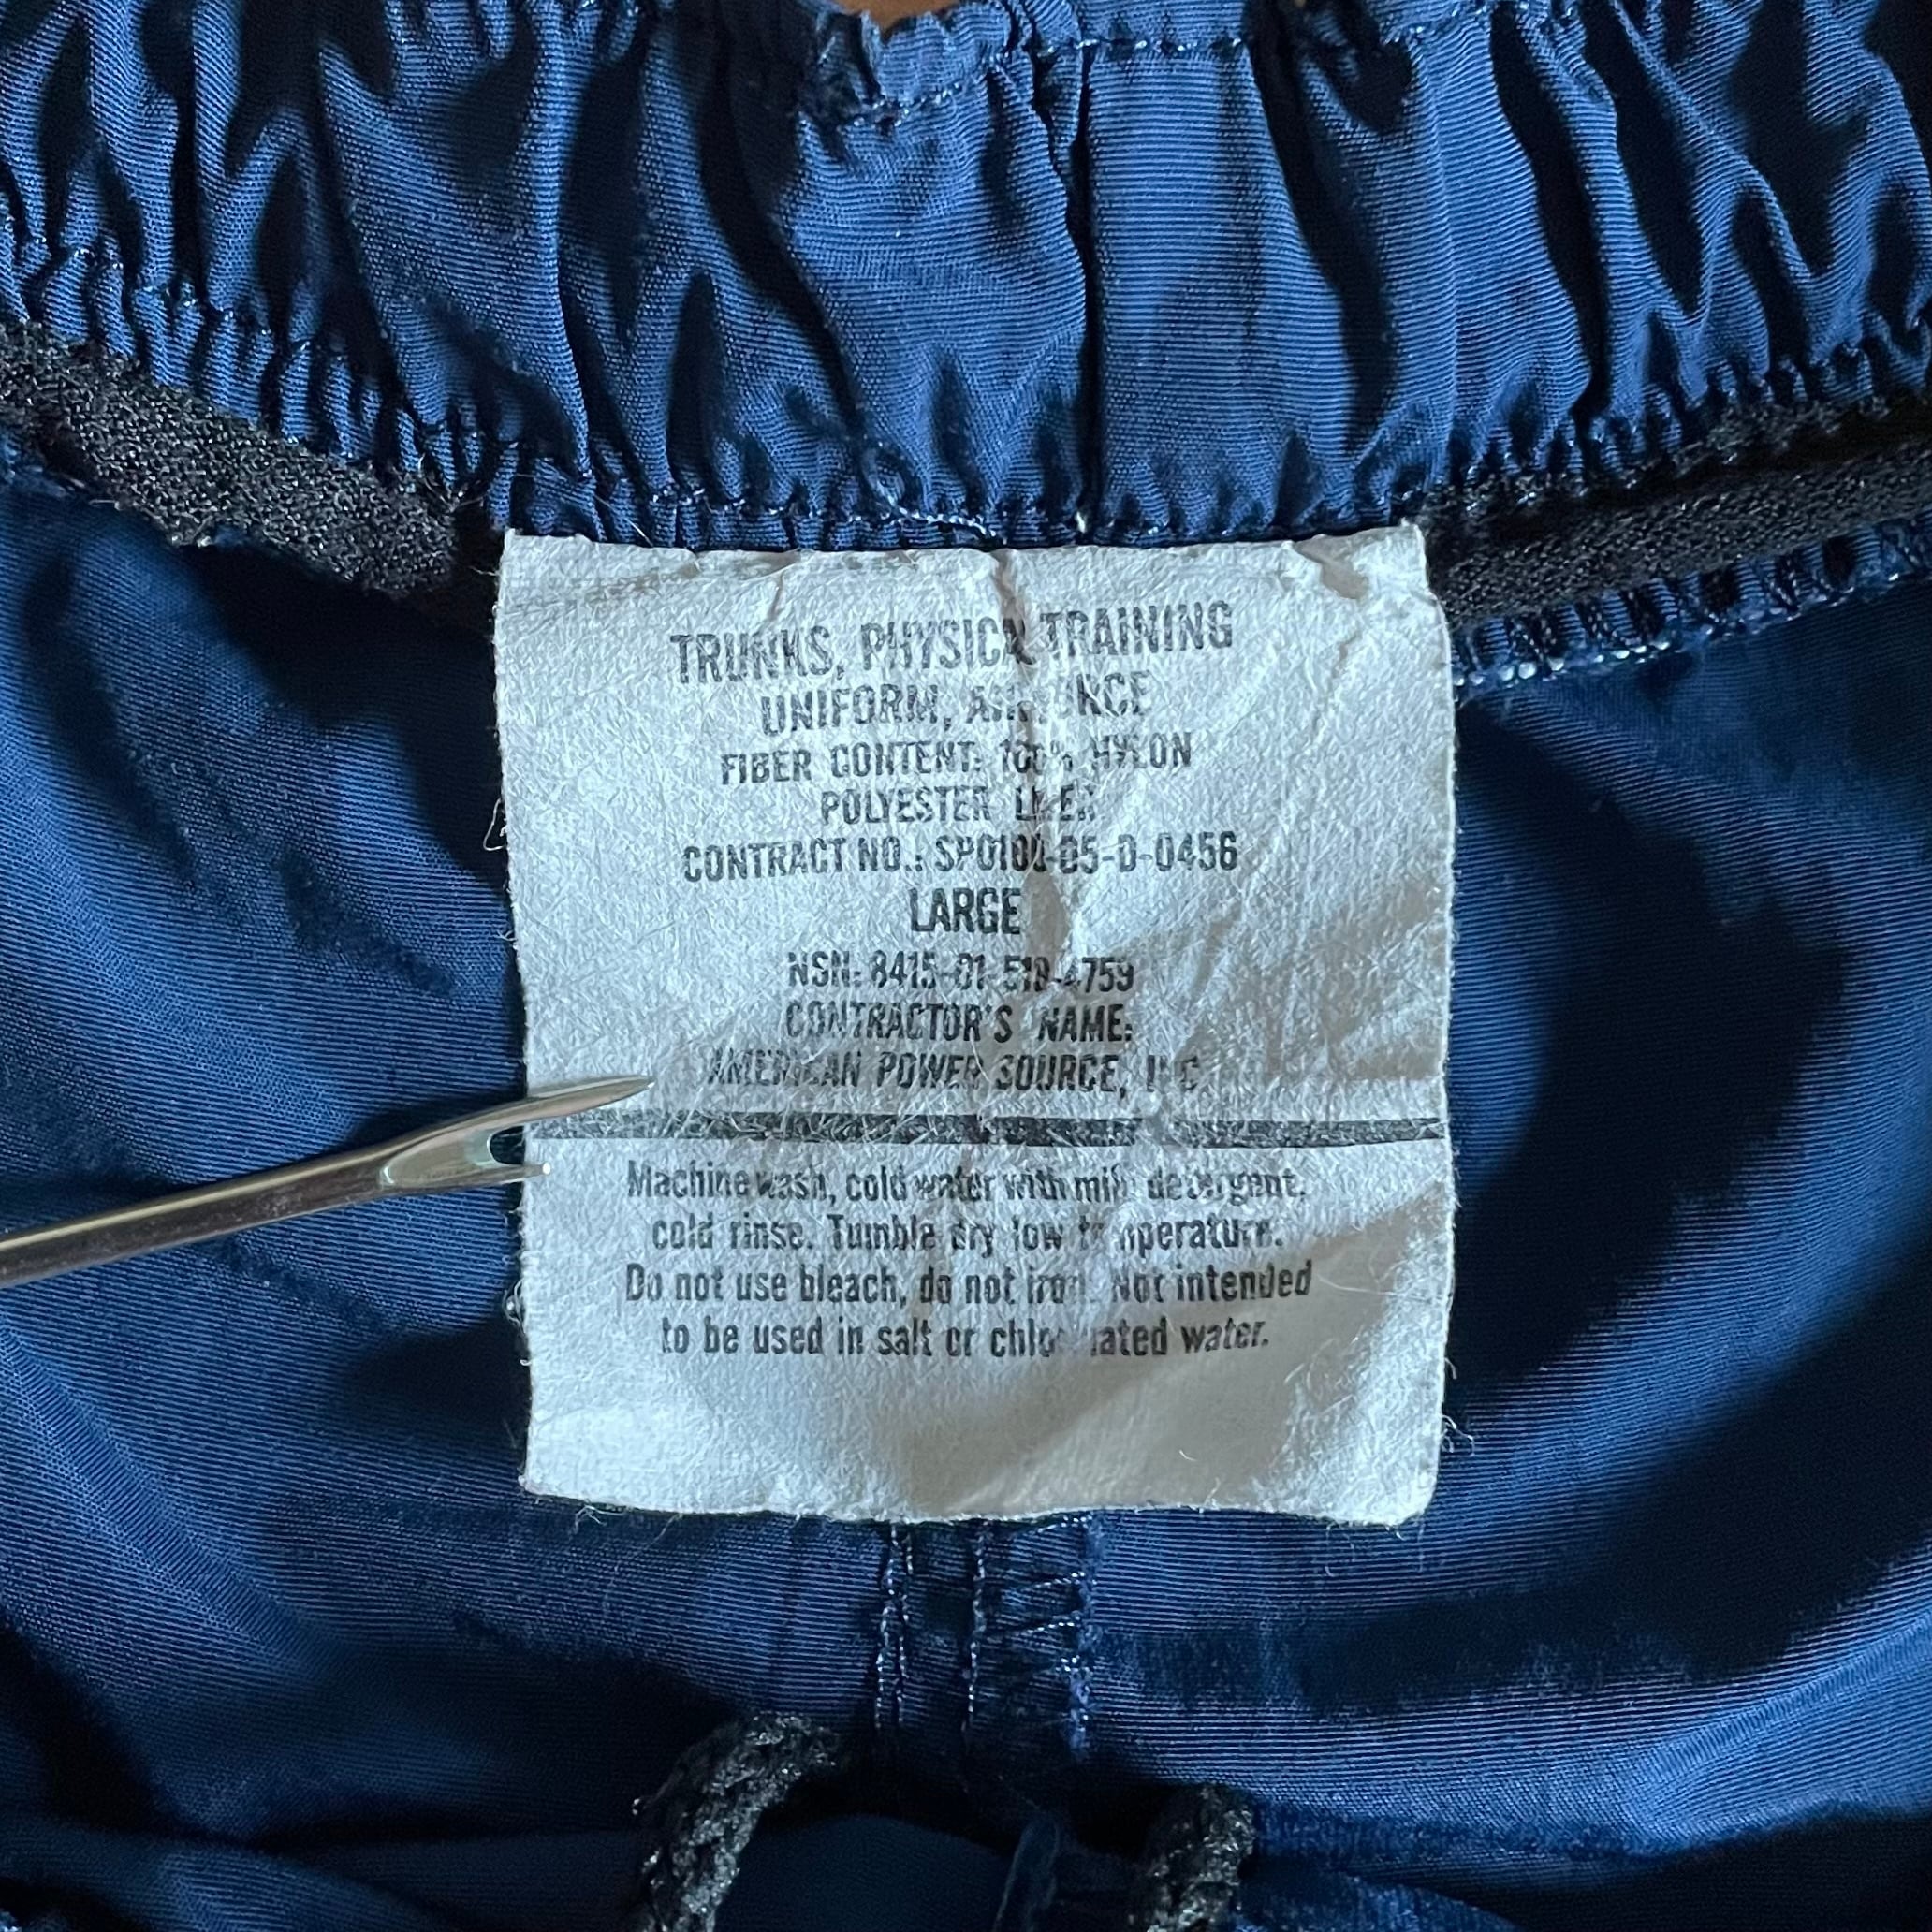 TRUNKS, PHYSICAL TRAINING
UNIFORM, AIR FORCE
FIBER CONTENT: 100% NYLON
POLYESTER LINER
CONTRACT NO.: SP0100-05-D-0456
LARGE
NSN: 8415-01-519-4759
CONTRACTOR'S NAME:
AMERICAN POWER SOURCE, INC
Machine wash, cold water with mild detergent,
cold rinse. Tumble dry low temperature.
Do not use bleach, do not iron. Not intended
to be used in salt or chlorinated water.